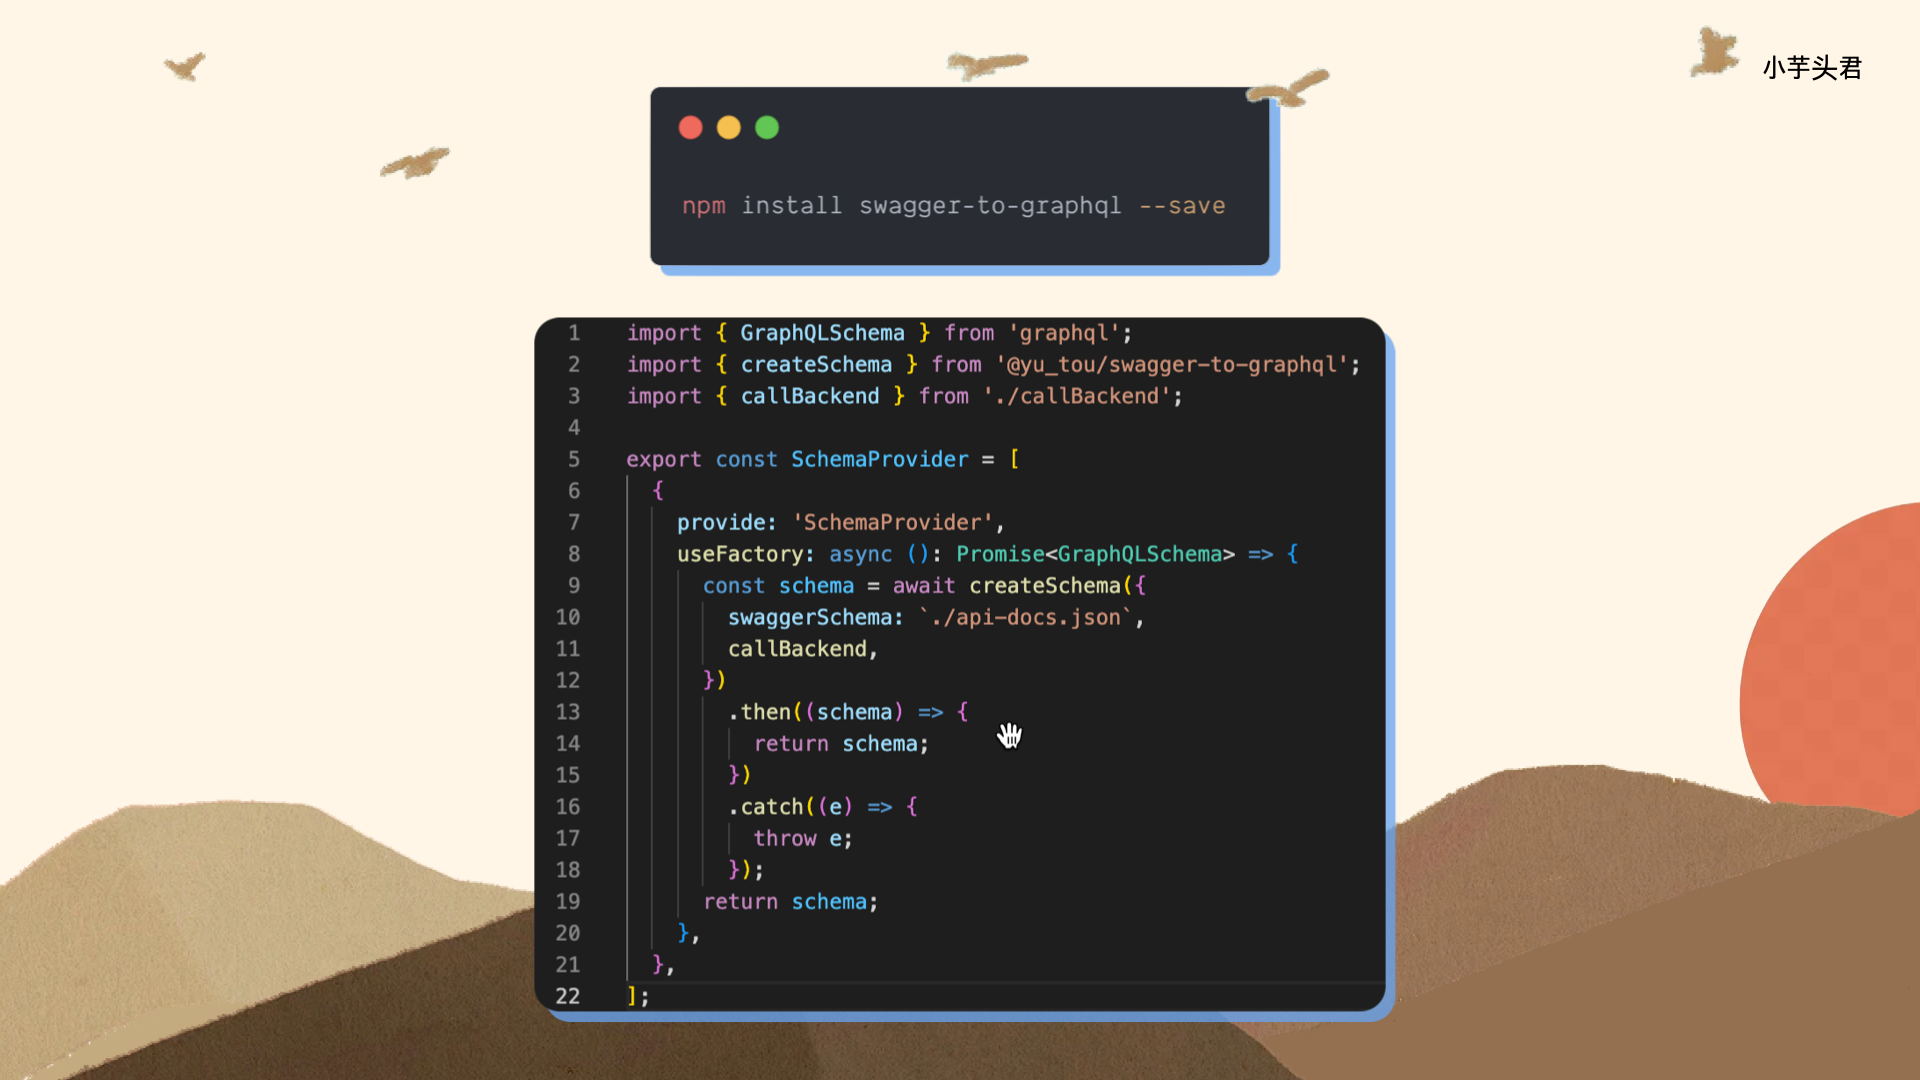 小芋头君
npm install swagger-to-graphql --save
1 import { GraphQLSchema } from 'graphql';
2 import { createSchema } from '@yu_tou/swagger-to-graphql';
3 import { callBackend } from './callBackend';
4
5 export const SchemaProvider = [
6 {
7 provide: 'SchemaProvider',
8 useFactory: async (): Promise<GraphQLSchema> => {
9 const schema = await createSchema({
10 swaggerSchema: `./api-docs.json`,
11 callBackend,
12 })
13 .then((schema) => {
14 return schema;
15 })
16 .catch((e) => {
17 throw e;
18 });
19 return schema;
20 },
21 },
22 ];